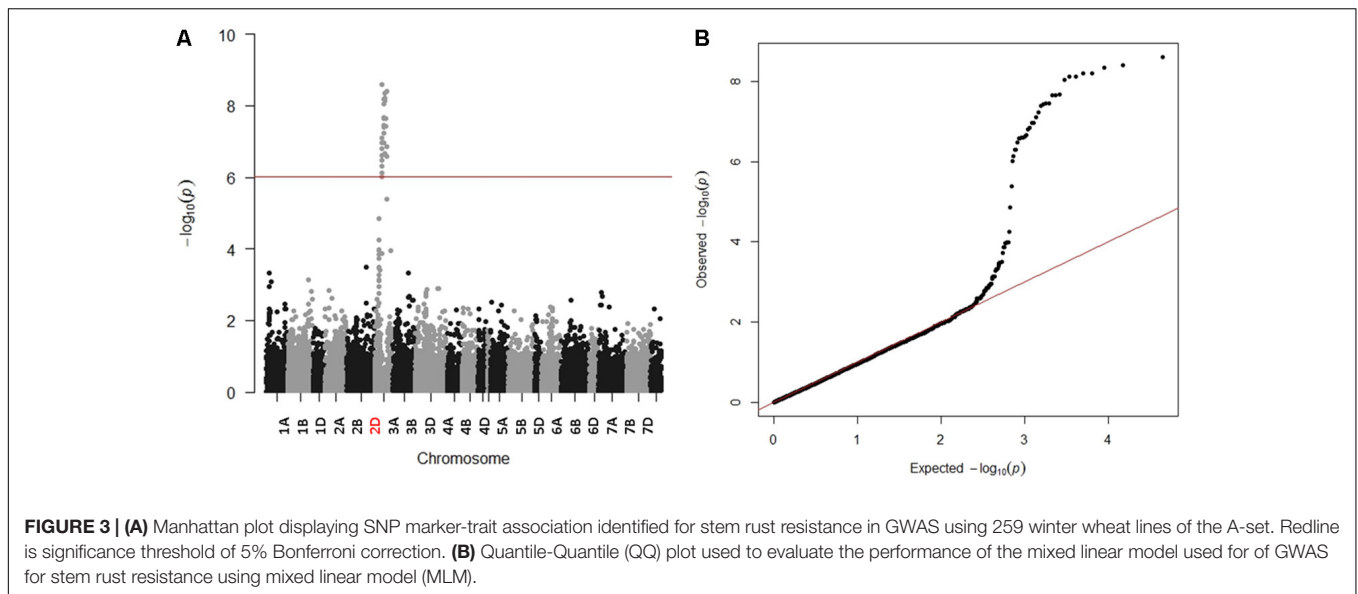 A
10
8
6
4
2
0
−log10(p)
1A
1B
1D
2A
2B
2D
3A
3B
3D
4A
4B
4D
5A
5B
5D
6A
6B
6D
7A
7B
7D
Chromosome
B
8
6
4
2
0
Observed −log10(p)
0 1 2 3 4
Expected −log10(p)
FIGURE 3 | (A) Manhattan plot displaying SNP marker-trait association identified for stem rust resistance in GWAS using 259 winter wheat lines of the A-set. Redline
is significance threshold of 5% Bonferroni correction. (B) Quantile-Quantile (QQ) plot used to evaluate the performance of the mixed linear model used for of GWAS
for stem rust resistance using mixed linear model (MLM).